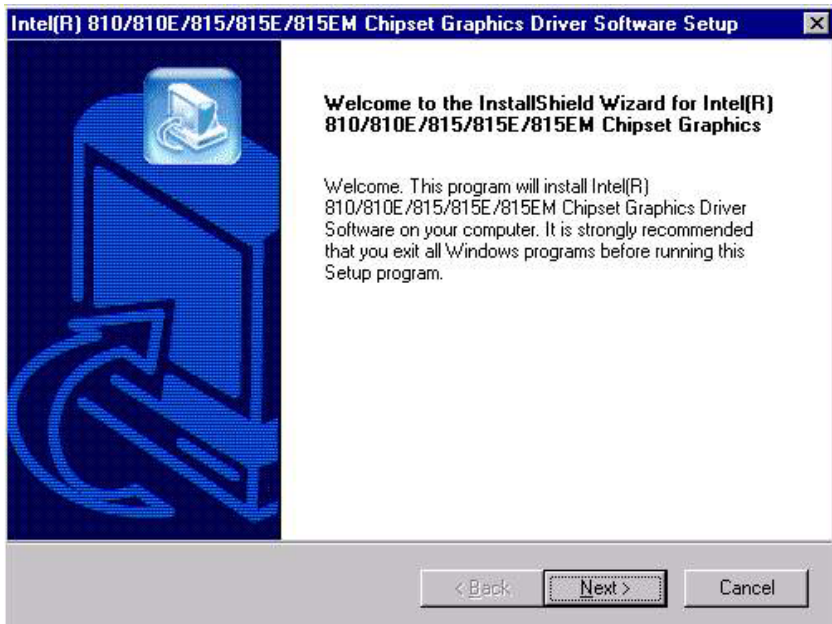 Intel(R) 810/810E/815/815E/815EM Chipset Graphics Driver Software Setup
Welcome to the InstallShield Wizard for Intel(R)
810/810E/815/815E/815EM Chipset Graphics
Welcome. This program will install Intel(R)
810/810E/815/815E/815EM Chipset Graphics Driver
Software on your computer. It is strongly recommended
that you exit all Windows programs before running this
Setup program.
< Back
Next >
Cancel